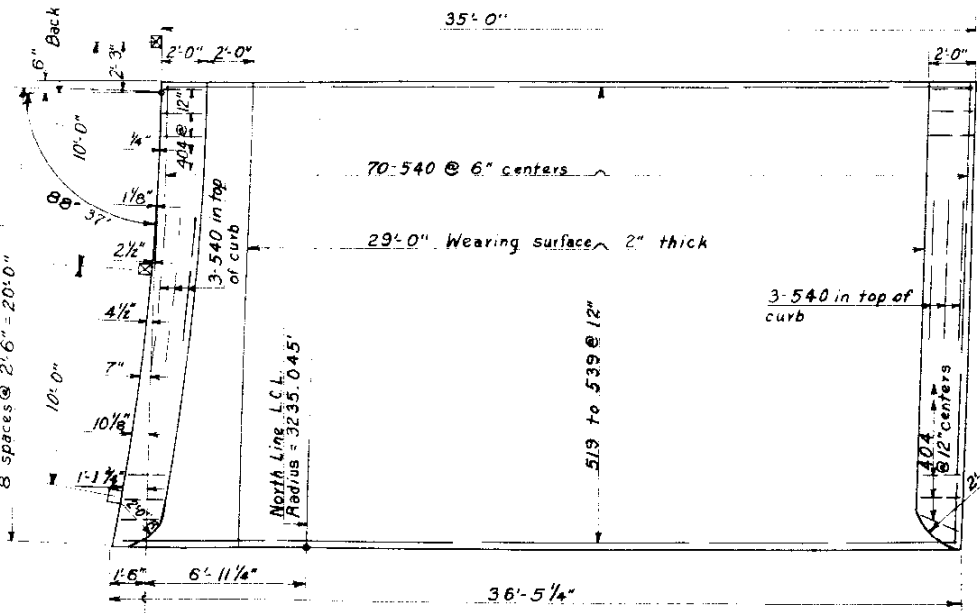 35'-0"
6" Back
2'-3"
2'-0" 2'-0"
2'-0"
10'-0"
1/4"
404 @ 12"
70-540 @ 6" centers
88°-37'
1 1/8"
3-540 in top
of curb
29'-0" Wearing surface 2" thick
2 1/2"
8 spaces @ 2'-6" = 20'-0"
4 1/2"
3-540 in top of
curb
7"
10'-0"
North Line L.C.L.
Radius = 3235.045'
519 to 539 @ 12"
10 1/8"
404
@ 12" centers
1'-1 3/4"
2'-0"
1'-6"
6'-11 1/4"
36'-5 1/4"